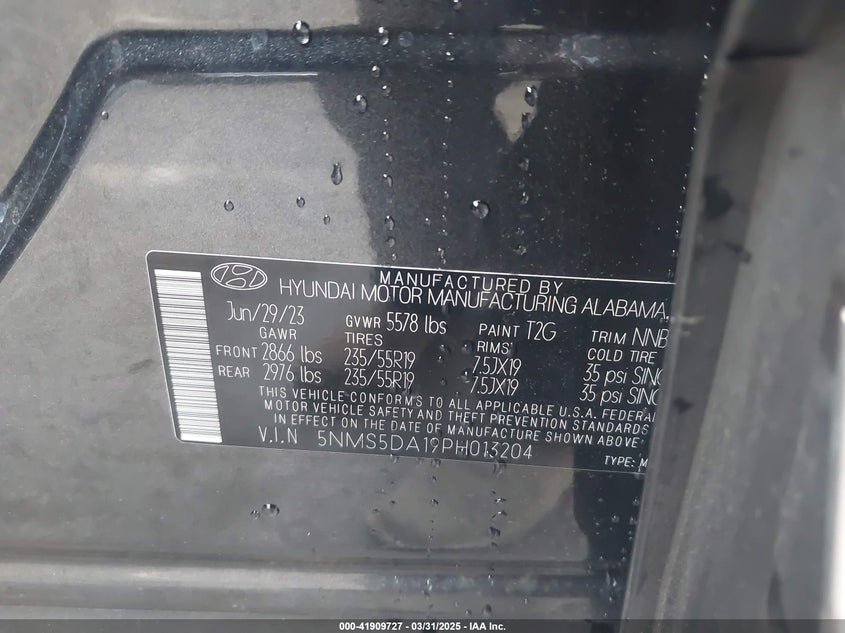 MANUFACTURED BY
HYUNDAI MOTOR MANUFACTURING ALABAMA,
Jun/29/23 GVWR 5578 lbs PAINT T2G TRIM NNB
GAWR TIRES RIMS COLD TIRE
FRONT 2866 lbs 235/55R19 7.5JX19 35 psi SING
REAR 2976 lbs 235/55R19 7.5JX19 35 psi SING
THIS VEHICLE CONFORMS TO ALL APPLICABLE U.S.A. FEDERAL
MOTOR VEHICLE SAFETY AND THEFT PREVENTION STANDARDS
IN EFFECT ON THE DATE OF MANUFACTURE SHOWN ABOVE
V.I.N 5NMS5DA19PH013204
TYPE: M
000-41909727 — 03/31/2025 — IAA Inc.